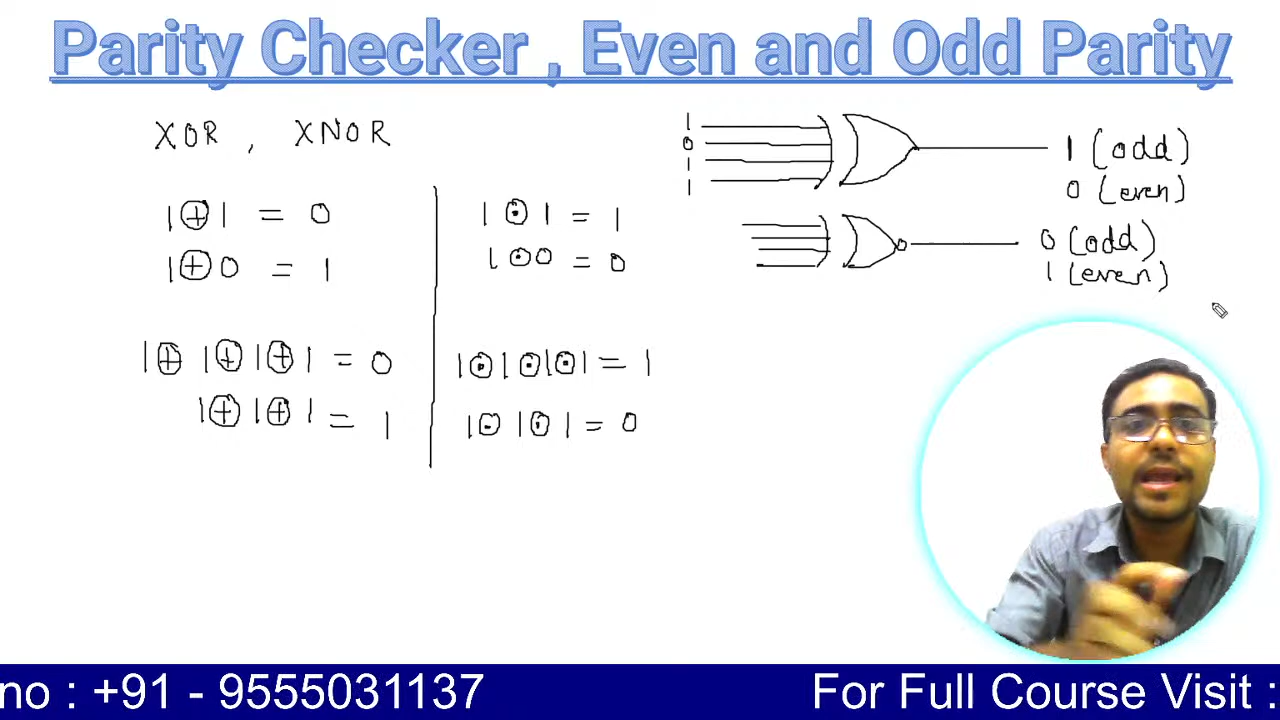 Parity Checker , Even and Odd Parity
XOR , XNOR
1 ⊕ 1 = 0
1 ⊕ 0 = 1
1 ⊕ 1 ⊕ 1 ⊕ 1 = 0
1 ⊕ 1 ⊕ 1 = 1
1 ⊙ 1 = 1
1 ⊙ 0 = 0
1 ⊙ 1 ⊙ 1 ⊙ 1 = 1
1 ⊙ 1 ⊙ 1 = 0
1
0
1
1
1 (odd)
0 (even)
0 (odd)
1 (even)
no : +91 - 9555031137 For Full Course Visit :